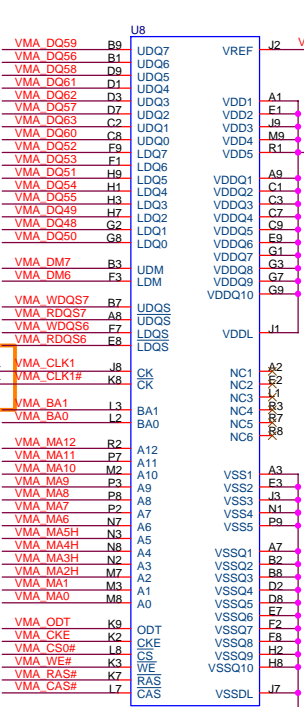 U8
VMA_DQ59 B9 UDQ7 VREF J2 V
VMA_DQ56 B1 UDQ6
VMA_DQ58 D9 UDQ5
VMA_DQ61 D1 UDQ4
VMA_DQ62 D3 UDQ3 VDD1 A1
VMA_DQ57 D7 UDQ2 VDD2 E1
VMA_DQ63 C2 UDQ1 VDD3 J9
VMA_DQ60 C8 UDQ0 VDD4 M9
VMA_DQ52 F9 LDQ7 VDD5 R1
VMA_DQ53 F1 LDQ6
VMA_DQ51 H9 LDQ5 VDDQ1 A9
VMA_DQ54 H1 LDQ4 VDDQ2 C1
VMA_DQ55 H3 LDQ3 VDDQ3 C3
VMA_DQ49 H7 LDQ2 VDDQ4 C7
VMA_DQ48 G2 LDQ1 VDDQ5 C9
VMA_DQ50 G8 LDQ0 VDDQ6 E9
VDDQ7 G1
VMA_DM7 B3 UDM VDDQ8 G3
VMA_DM6 F3 LDM VDDQ9 G7
VDDQ10 G9
VMA_WDQS7 B7 UDQS
VMA_RDQS7 A8 UDQS
VMA_WDQS6 F7 LDQS VDDL J1
VMA_RDQS6 E8 LDQS
VMA_CLK1 J8 CK NC1 A2
VMA_CLK1# K8 CK NC2 E2
NC3 L1
VMA_BA1 L3 BA1 NC4 R3
VMA_BA0 L2 BA0 NC5 R7
NC6 R8
VMA_MA12 R2 A12
VMA_MA11 P7 A11
VMA_MA10 M2 A10 VSS1 A3
VMA_MA9 P3 A9 VSS2 E3
VMA_MA8 P8 A8 VSS3 J3
VMA_MA7 P2 A7 VSS4 N1
VMA_MA6 N7 A6 VSS5 P9
VMA_MA5H N3 A5
VMA_MA4H N8 A4 VSSQ1 A7
VMA_MA3H N2 A3 VSSQ2 B2
VMA_MA2H M7 A2 VSSQ3 B8
VMA_MA1 M3 A1 VSSQ4 D2
VMA_MA0 M8 A0 VSSQ5 D8
VSSQ6 E7
VMA_ODT K9 ODT VSSQ7 F2
VMA_CKE K2 CKE VSSQ8 F8
VMA_CS0# L8 CS VSSQ9 H2
VMA_WE# K3 WE VSSQ10 H8
VMA_RAS# K7 RAS
VMA_CAS# L7 CAS VSSDL J7